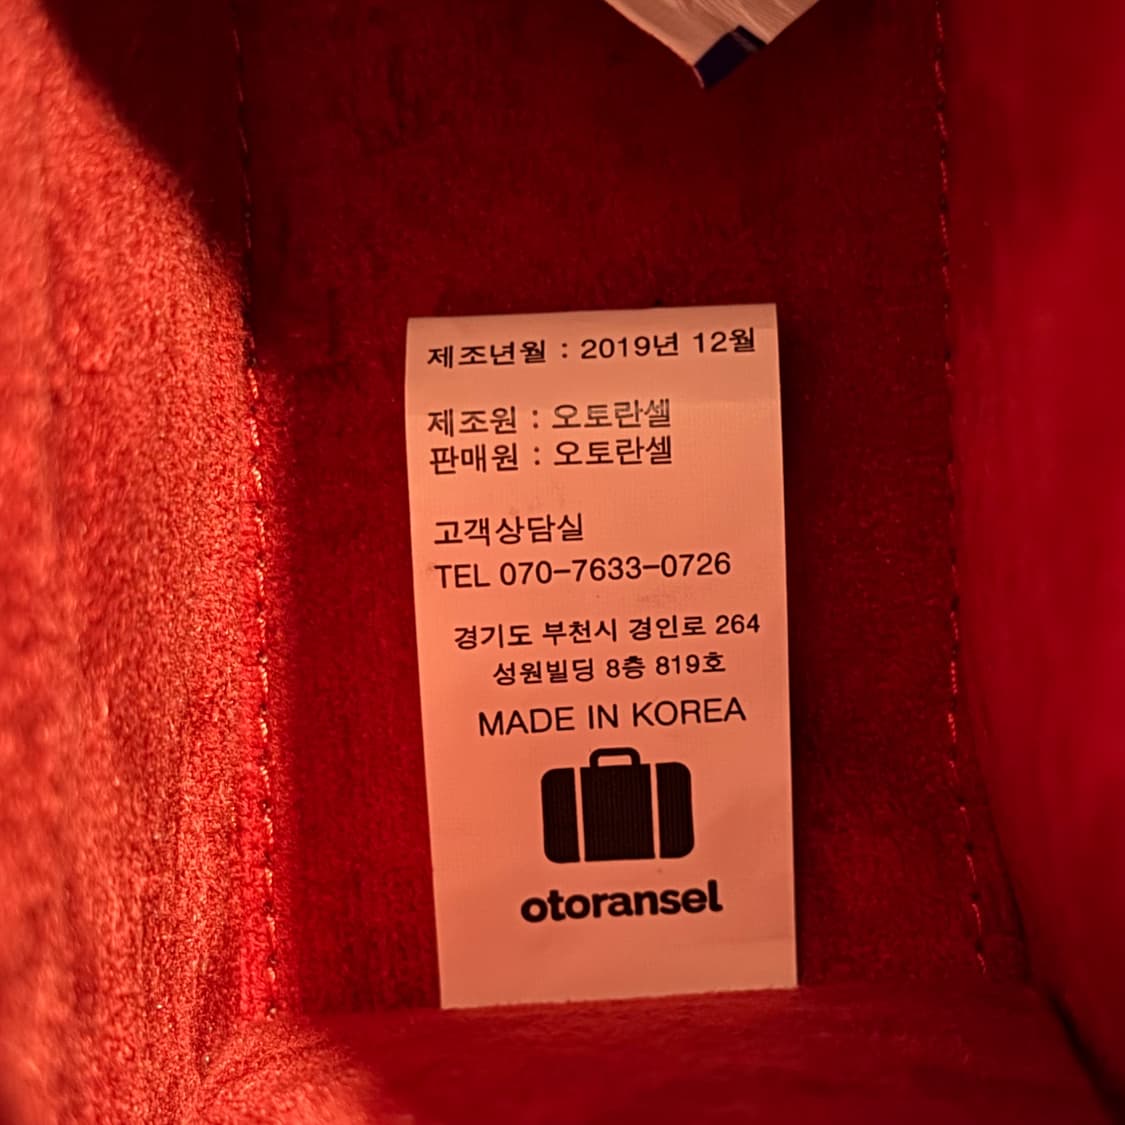 제조년월 : 2019년 12월
제조원 : 오토란셀
판매원 : 오토란셀
고객상담실
TEL 070-7633-0726
경기도 부천시 경인로 264
성원빌딩 8층 819호
MADE IN KOREA
otoransel